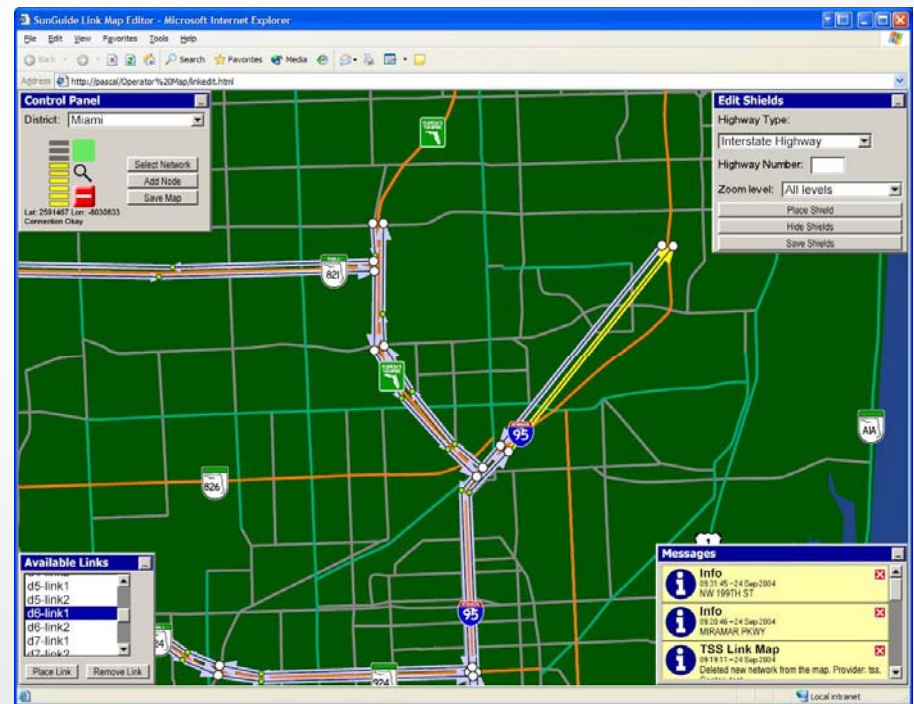 SunGuide Link Map Editor - Microsoft Internet Explorer
File Edit View Favorites Tools Help
Back Search Favorites Media
Address http://pascal/Operator%20Map/linkedit.html
Control Panel
District: Miami
Select Network
Add Node
Save Map
Lat: 2591467 Lon: -8030833
Connection Okay
Edit Shields
Highway Type:
Interstate Highway
Highway Number:
Zoom level: All levels
Place Shield
Hide Shields
Save Shields
TOLL
821
95
A1A
826
1
95
924
Available Links
d5-link1
d5-link2
d6-link1
d6-link2
d7-link1
d7-link2
Place Link Remove Link
Messages
Info
09:31:45 - 24 Sep 2004
NW 199TH ST
Info
09:20:46 - 24 Sep 2004
MIRAMAR PKWY
TSS Link Map
09:19:11 - 24 Sep 2004
Deleted new network from the map. Provider: tss,
Local intranet